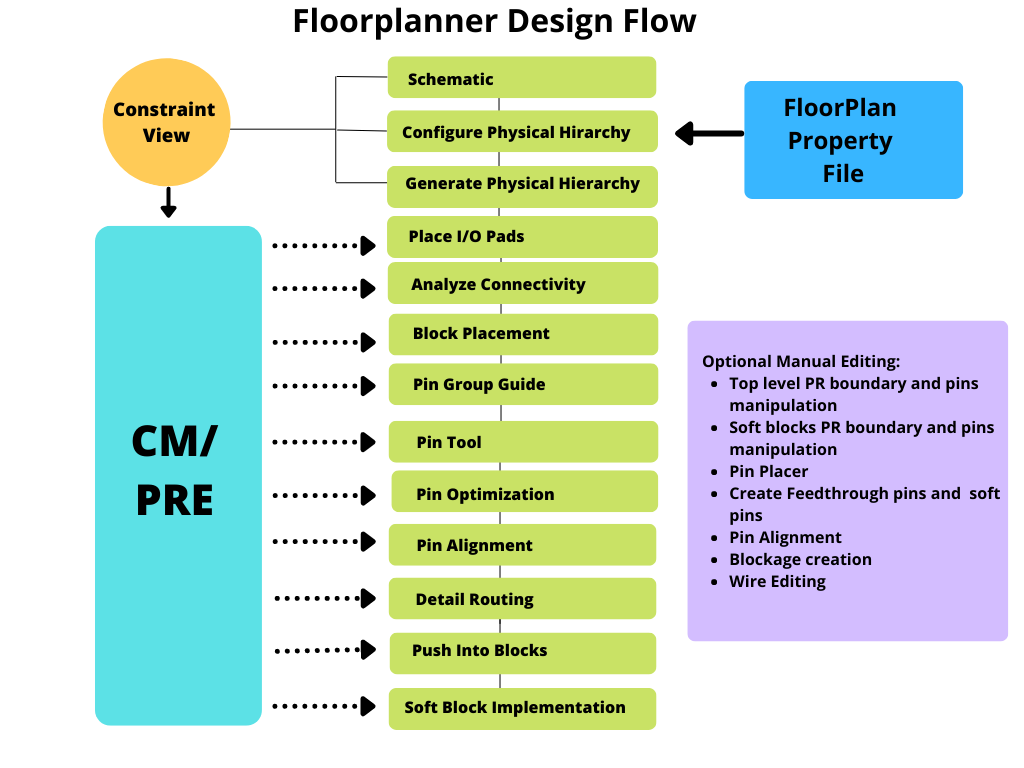 Floorplanner Design Flow
Constraint
View
Schematic
Configure Physical Hirarchy
Generate Physical Hierarchy
FloorPlan
Property
File
CM/
PRE
Place I/O Pads
Analyze Connectivity
Block Placement
Pin Group Guide
Pin Tool
Pin Optimization
Pin Alignment
Detail Routing
Push Into Blocks
Soft Block Implementation
Optional Manual Editing:
• Top level PR boundary and pins
manipulation
• Soft blocks PR boundary and pins
manipulation
• Pin Placer
• Create Feedthrough pins and soft
pins
• Pin Alignment
• Blockage creation
• Wire Editing